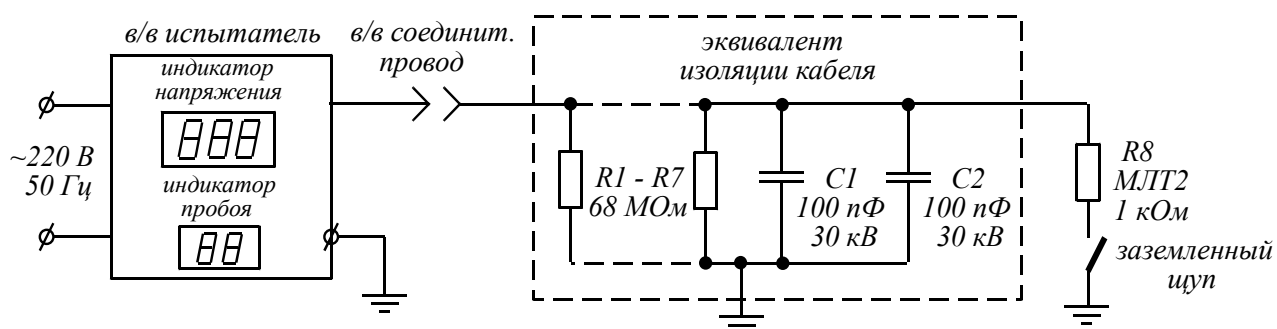 в/в испытатель
индикатор
напряжения
888
индикатор
пробоя
88
~220 В
50 Гц
в/в соединит.
провод
эквивалент
изоляции кабеля
R1 - R7
68 МОм
C1
100 пФ
30 кВ
C2
100 пФ
30 кВ
R8
МЛТ2
1 кОм
заземленный
щуп